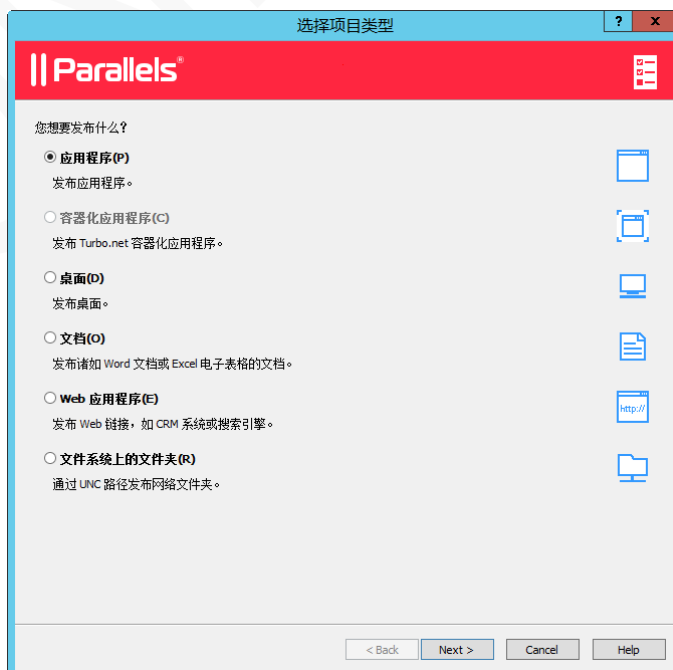 选择项目类型
? x
|| Parallels®
您想要发布什么?
应用程序(P)
发布应用程序。
容器化应用程序(C)
发布 Turbo.net 容器化应用程序。
桌面(D)
发布桌面。
文档(O)
发布诸如 Word 文档或 Excel 电子表格的文档。
Web 应用程序(E)
http://
发布 Web 链接，如 CRM 系统或搜索引擎。
文件系统上的文件夹(R)
通过 UNC 路径发布网络文件夹。
< Back Next > Cancel Help